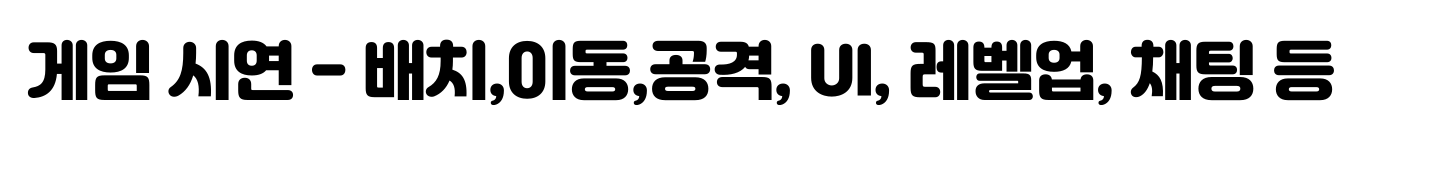 게임 시연 - 배치,이동,공격, UI, 레벨업, 채팅 등